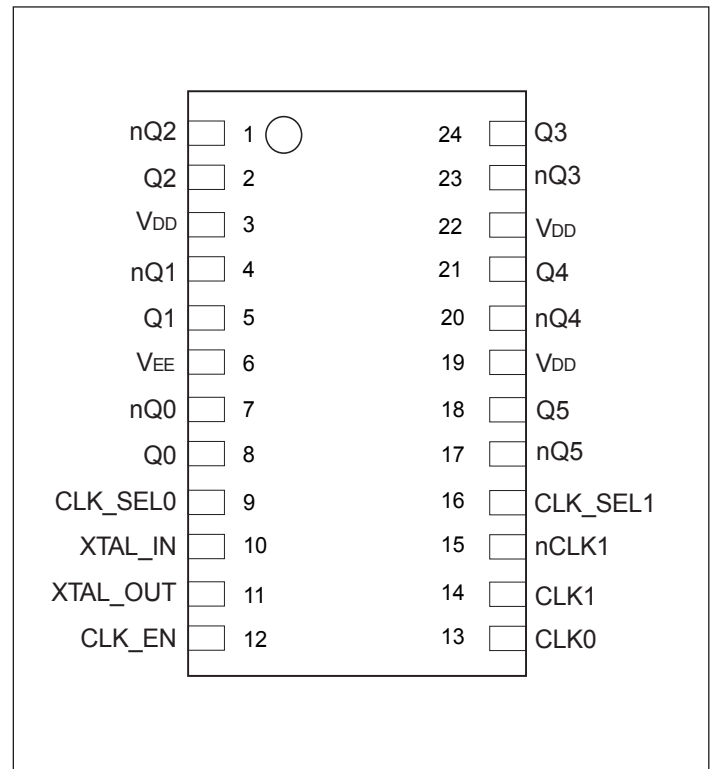 nQ2 1 24 Q3
Q2 2 23 nQ3
VDD 3 22 VDD
nQ1 4 21 Q4
Q1 5 20 nQ4
VEE 6 19 VDD
nQ0 7 18 Q5
Q0 8 17 nQ5
CLK_SEL0 9 16 CLK_SEL1
XTAL_IN 10 15 nCLK1
XTAL_OUT 11 14 CLK1
CLK_EN 12 13 CLK0